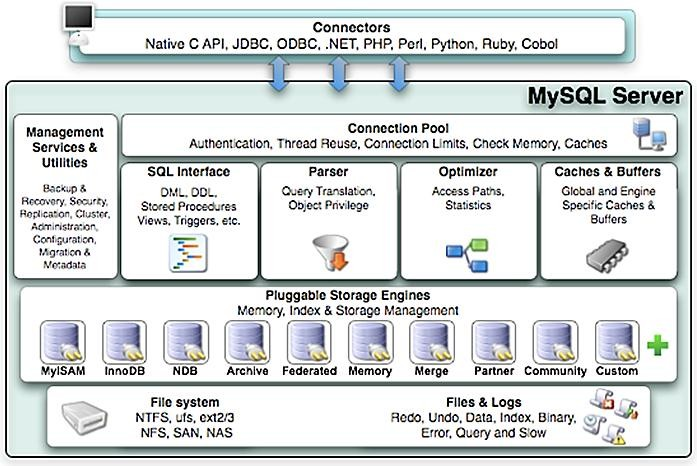 Connectors
Native C API, JDBC, ODBC, .NET, PHP, Perl, Python, Ruby, Cobol
MySQL Server
Management
Services &
Utilities
Backup &
Recovery, Security,
Replication, Cluster,
Administration,
Configuration,
Migration &
Metadata
Connection Pool
Authentication, Thread Reuse, Connection Limits, Check Memory, Caches
SQL Interface
DML, DDL,
Stored Procedures
Views, Triggers, etc.
Parser
Query Translation,
Object Privilege
Optimizer
Access Paths,
Statistics
Caches & Buffers
Global and Engine
Specific Caches &
Buffers
Pluggable Storage Engines
Memory, Index & Storage Management
MyISAM
InnoDB
NDB
Archive
Federated
Memory
Merge
Partner
Community
Custom
File system
NTFS, ufs, ext2/3
NFS, SAN, NAS
Files & Logs
Redo, Undo, Data, Index, Binary,
Error, Query and Slow